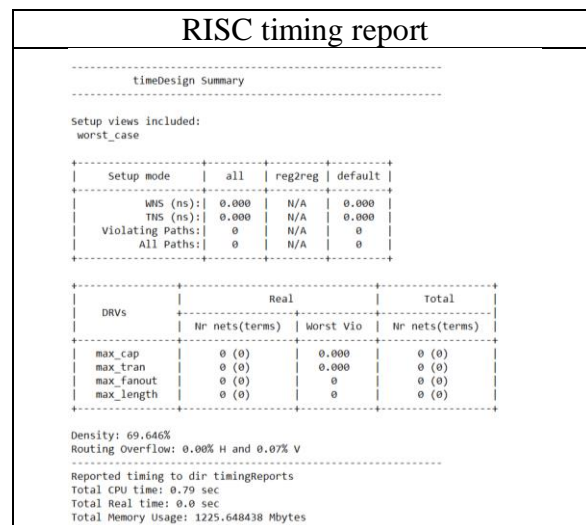 RISC timing report
------------------------------------------------------------
timeDesign Summary
------------------------------------------------------------
Setup views included:
worst_case
+--------------------+---------+---------+---------+
| Setup mode | all | reg2reg | default |
+--------------------+---------+---------+---------+
| WNS (ns):| 0.000 | N/A | 0.000 |
| TNS (ns):| 0.000 | N/A | 0.000 |
| Violating Paths:| 0 | N/A | 0 |
| All Paths:| 0 | N/A | 0 |
+--------------------+---------+---------+---------+
+----------------+-------------------------------+------------------+
| | Real | Total |
| DRVs +------------------+------------+------------------|
| | Nr nets(terms) | Worst Vio | Nr nets(terms) |
+----------------+------------------+------------+------------------+
| max_cap | 0 (0) | 0.000 | 0 (0) |
| max_tran | 0 (0) | 0.000 | 0 (0) |
| max_fanout | 0 (0) | 0 | 0 (0) |
| max_length | 0 (0) | 0 | 0 (0) |
+----------------+------------------+------------+------------------+
Density: 69.646%
Routing Overflow: 0.00% H and 0.07% V
------------------------------------------------------------
Reported timing to dir timingReports
Total CPU time: 0.79 sec
Total Real time: 0.0 sec
Total Memory Usage: 1225.648438 Mbytes